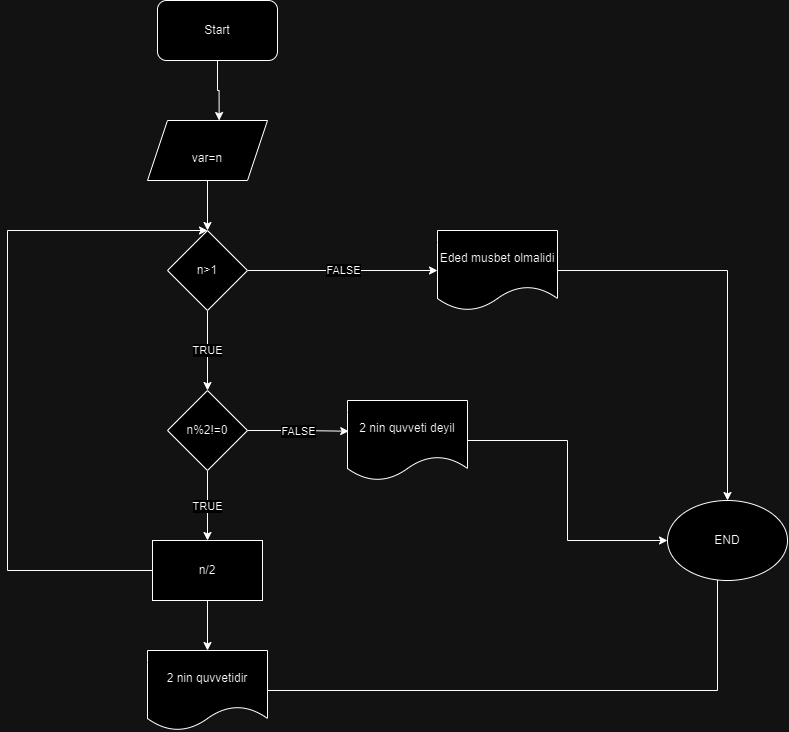 Start
var=n
n>1
FALSE
Eded musbet olmalidi
TRUE
n%2!=0
FALSE
2 nin quvveti deyil
TRUE
n/2
END
2 nin quvvetidir